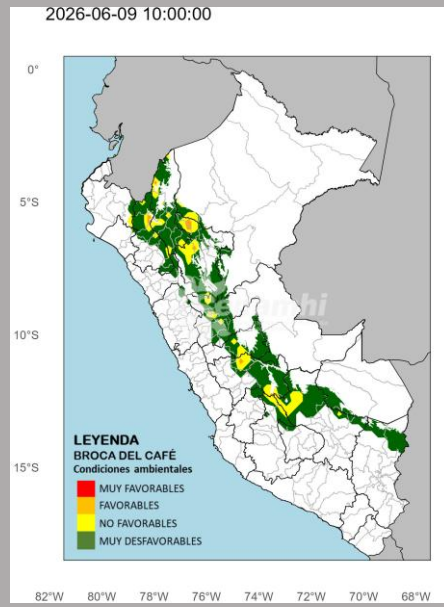 2026-06-09 10:00:00
0°
5°S
10°S
15°S
senamhi
LEYENDA
BROCA DEL CAFÉ
Condiciones ambientales
MUY FAVORABLES
FAVORABLES
NO FAVORABLES
MUY DESFAVORABLES
82°W 80°W 78°W 76°W 74°W 72°W 70°W 68°W